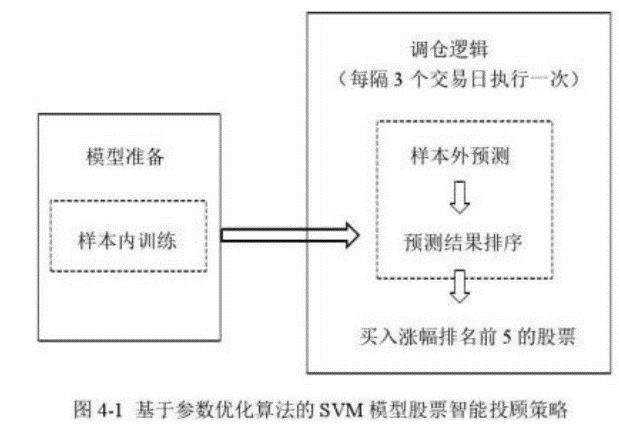 模型准备
样本内训练
调仓逻辑
（每隔 3 个交易日执行一次）
样本外预测
预测结果排序
买入涨幅排名前 5 的股票
图 4-1 基于参数优化算法的 SVM 模型股票智能投顾策略